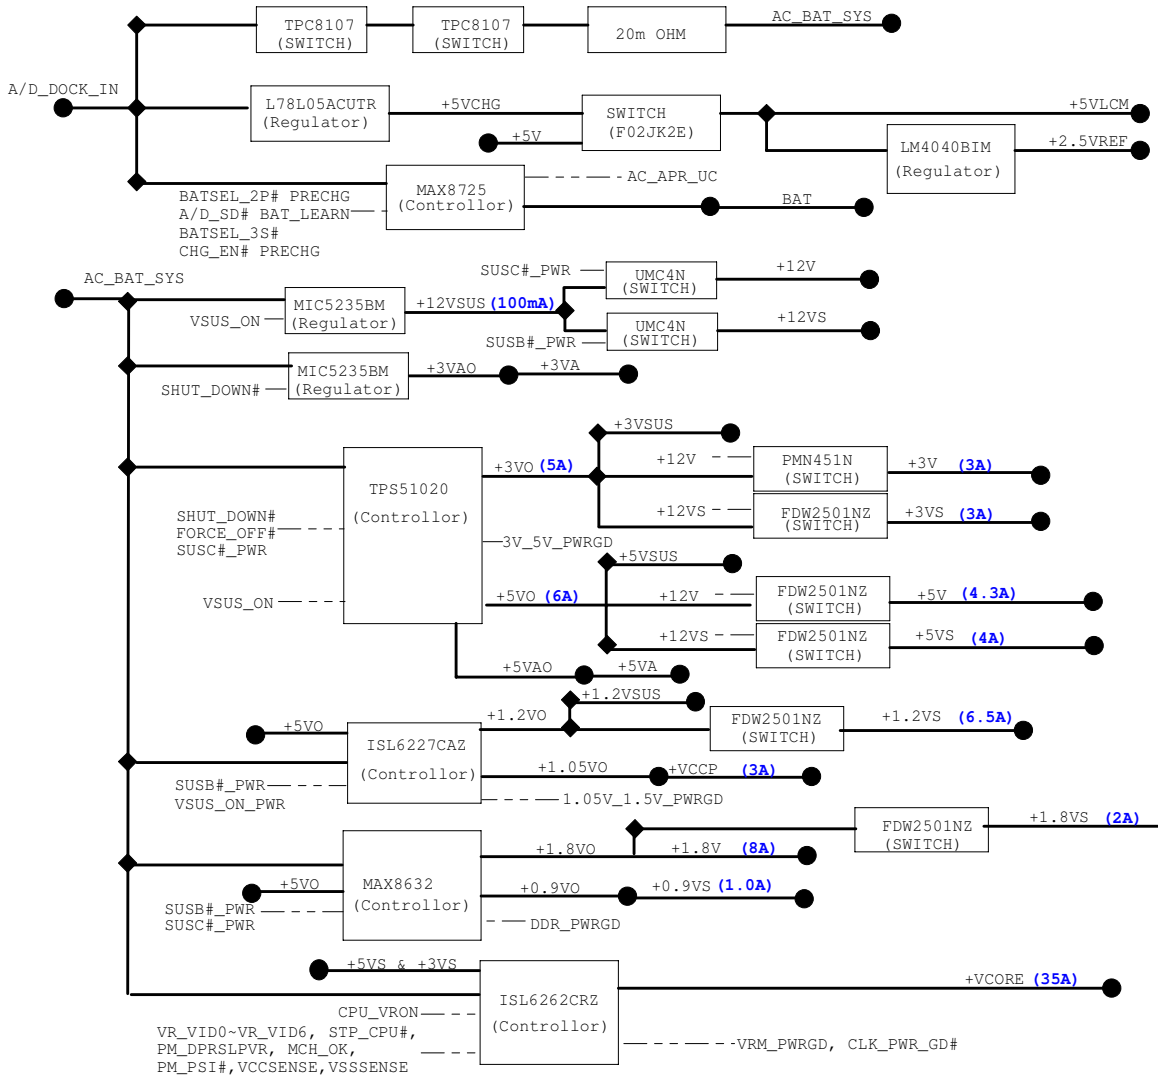 TPC8107
(SWITCH)
TPC8107
(SWITCH)
20m OHM
AC_BAT_SYS
A/D_DOCK_IN
L78L05ACUTR
(Regulator)
+5VCHG
+5V
SWITCH
(F02JK2E)
+5VLCM
LM4040BIM
(Regulator)
+2.5VREF
MAX8725
(Controllor)
AC_APR_UC
BAT
BATSEL_2P# PRECHG
A/D_SD# BAT_LEARN
BATSEL_3S#
CHG_EN# PRECHG
AC_BAT_SYS
VSUS_ON
MIC5235BM
(Regulator)
+12VSUS (100mA)
SUSC#_PWR
UMC4N
(SWITCH)
+12V
SUSB#_PWR
UMC4N
(SWITCH)
+12VS
SHUT_DOWN#
MIC5235BM
(Regulator)
+3VAO
+3VA
TPS51020
(Controllor)
SHUT_DOWN#
FORCE_OFF#
SUSC#_PWR
VSUS_ON
+3VO (5A)
+3VSUS
+12V
PMN451N
(SWITCH)
+3V (3A)
+12VS
FDW2501NZ
(SWITCH)
+3VS (3A)
3V_5V_PWRGD
+5VSUS
+5VO (6A)
+12V
FDW2501NZ
(SWITCH)
+5V (4.3A)
+12VS
FDW2501NZ
(SWITCH)
+5VS (4A)
+5VAO
+5VA
+5VO
ISL6227CAZ
(Controllor)
SUSB#_PWR
VSUS_ON_PWR
+1.2VO
+1.2VSUS
FDW2501NZ
(SWITCH)
+1.2VS (6.5A)
+1.05VO
+VCCP (3A)
1.05V_1.5V_PWRGD
MAX8632
(Controllor)
+5VO
SUSB#_PWR
SUSC#_PWR
+1.8VO
+1.8V (8A)
FDW2501NZ
(SWITCH)
+1.8VS (2A)
+0.9VO
+0.9VS (1.0A)
DDR_PWRGD
+5VS & +3VS
ISL6262CRZ
(Controllor)
CPU_VRON
VR_VID0~VR_VID6, STP_CPU#,
PM_DPRSLPVR, MCH_OK,
PM_PSI#,VCCSENSE,VSSSENSE
+VCORE (35A)
VRM_PWRGD, CLK_PWR_GD#